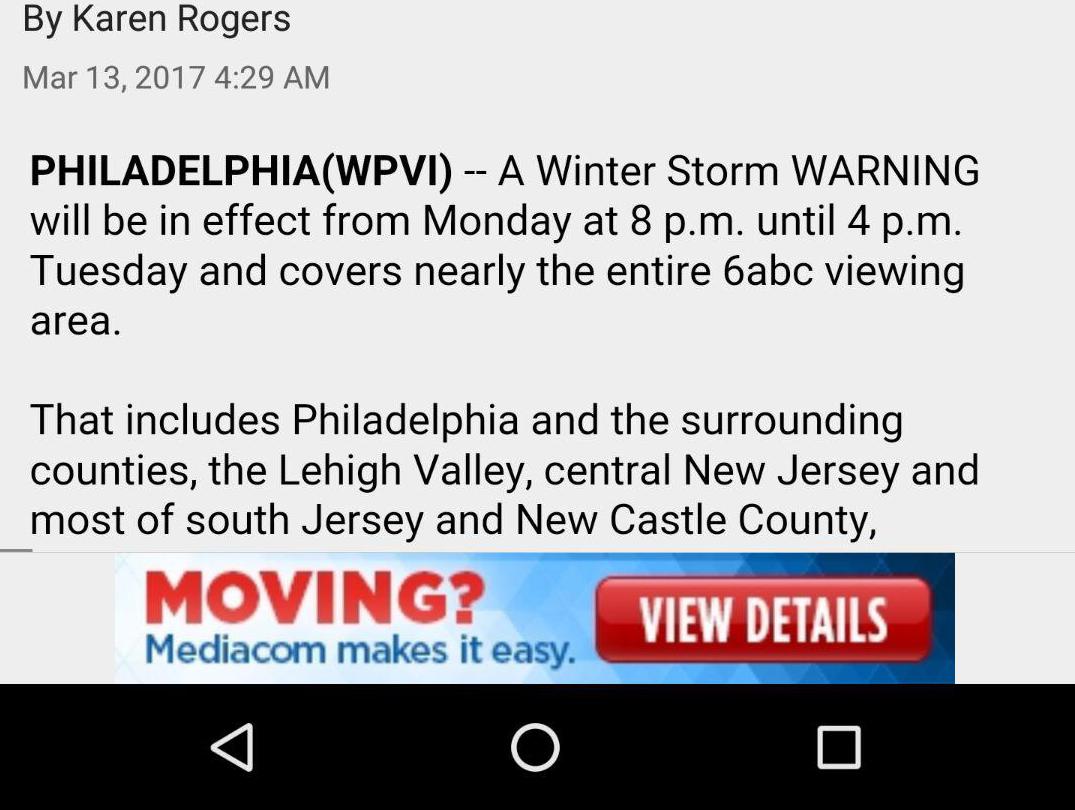 By Karen Rogers
Mar 13, 2017 4:29 AM
PHILADELPHIA(WPVI) -- A Winter Storm WARNING
will be in effect from Monday at 8 p.m. until 4 p.m.
Tuesday and covers nearly the entire 6abc viewing
area.
That includes Philadelphia and the surrounding
counties, the Lehigh Valley, central New Jersey and
most of south Jersey and New Castle County,
MOVING?
Mediacom makes it easy.
VIEW DETAILS